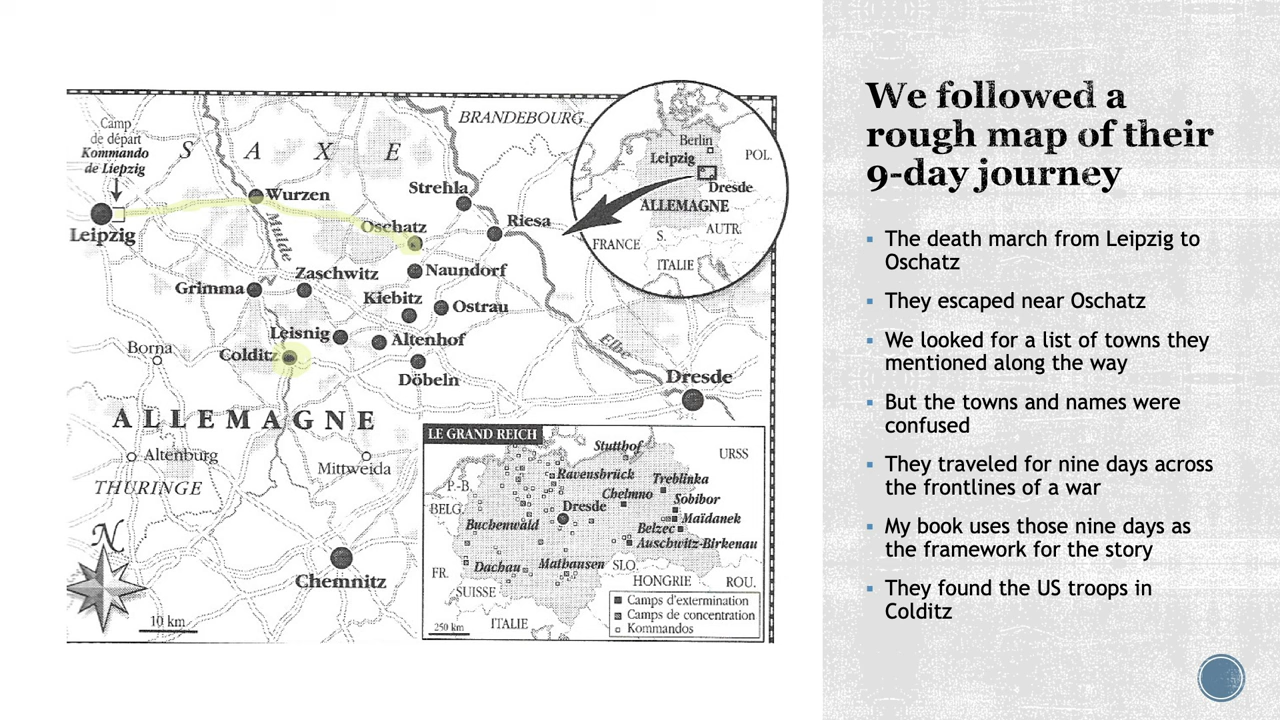 Camp
de départ
Kommando
de Liepzig
S A X E
BRANDEBOURG
Leipzig
Wurzen
Mulde
Strehla
Oschatz
Riesa
Naundorf
Zaschwitz
Grimma
Kiebitz
Ostrau
Leisnig
Altenhof
Colditz
Döbeln
Borna
Elbe
Dresde
ALLEMAGNE
Altenburg
Mittweida
THURINGE
N
Chemnitz
10 km
Berlin
Leipzig
POL.
Dresde
ALLEMAGNE
FRANCE
S.
AUTR.
ITALIE
LE GRAND REICH
Stutthof
URSS
Ravensbrück
Treblinka
P.-B.
Chelmno
Sobibor
BELG.
Dresde
Maïdanek
Buchenwald
Belzec
Auschwitz-Birkenau
FR.
Dachau
Mathausen
SLO.
HONGRIE
ROU.
SUISSE
ITALIE
250 km
Camps d'extermination
Camps de concentration
Kommandos
We followed a
rough map of their
9-day journey
▪ The death march from Leipzig to
Oschatz
▪ They escaped near Oschatz
▪ We looked for a list of towns they
mentioned along the way
▪ But the towns and names were
confused
▪ They traveled for nine days across
the frontlines of a war
▪ My book uses those nine days as
the framework for the story
▪ They found the US troops in
Colditz